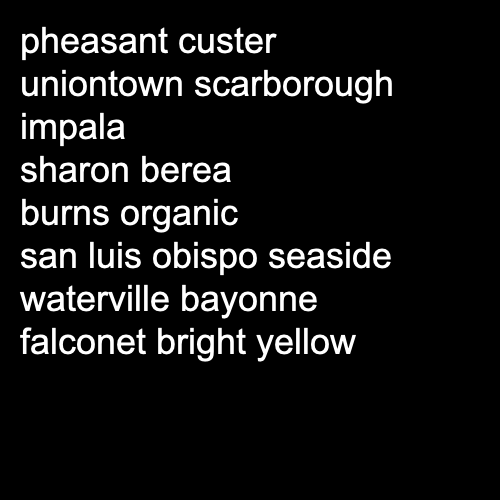 pheasant custer
uniontown scarborough
impala
sharon berea
burns organic
san luis obispo seaside
waterville bayonne
falconet bright yellow